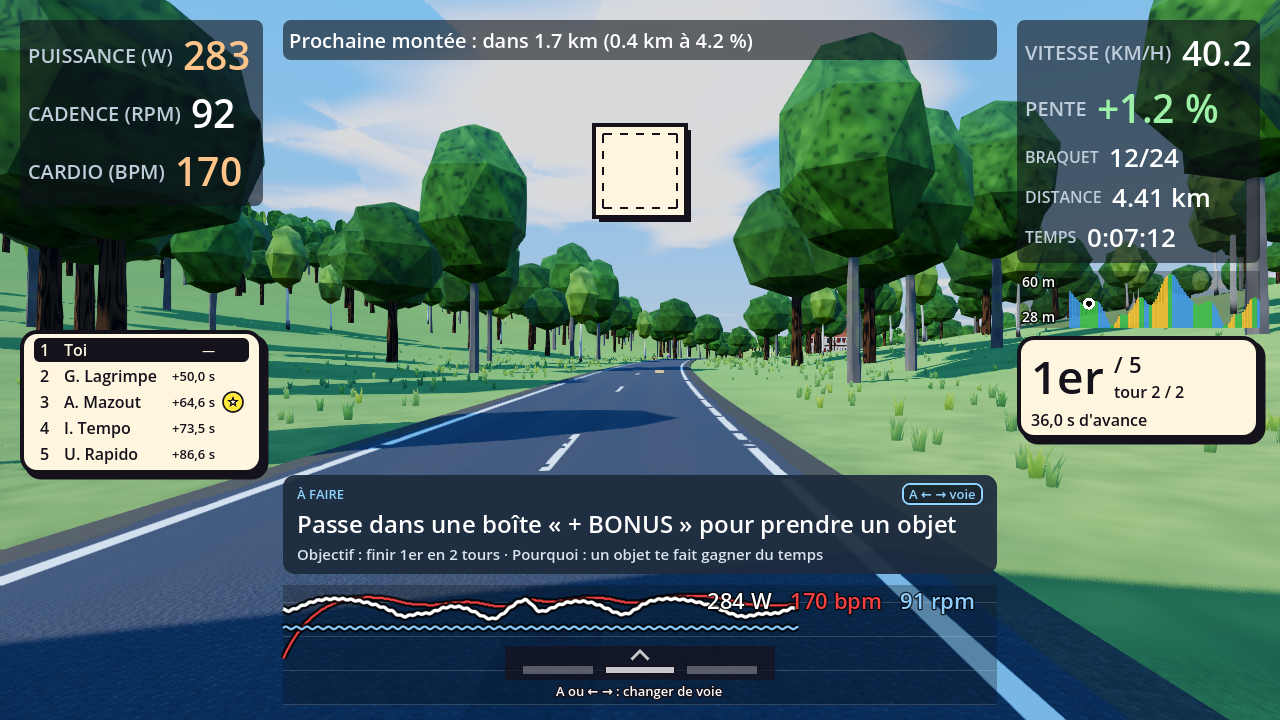 PUISSANCE (W) 283
CADENCE (RPM) 92
CARDIO (BPM) 170
Prochaine montée : dans 1.7 km (0.4 km à 4.2 %)
VITESSE (KM/H) 40.2
PENTE +1.2 %
BRAQUET 12/24
DISTANCE 4.41 km
TEMPS 0:07:12
60 m
28 m
1 Toi —
2 G. Lagrimpe +50,0 s
3 A. Mazout +64,6 s
4 I. Tempo +73,5 s
5 U. Rapido +86,6 s
1er / 5
tour 2 / 2
36,0 s d'avance
À FAIRE
A ← → voie
Passe dans une boîte « + BONUS » pour prendre un objet
Objectif : finir 1er en 2 tours · Pourquoi : un objet te fait gagner du temps
284 W 170 bpm 91 rpm
A ou ← → : changer de voie